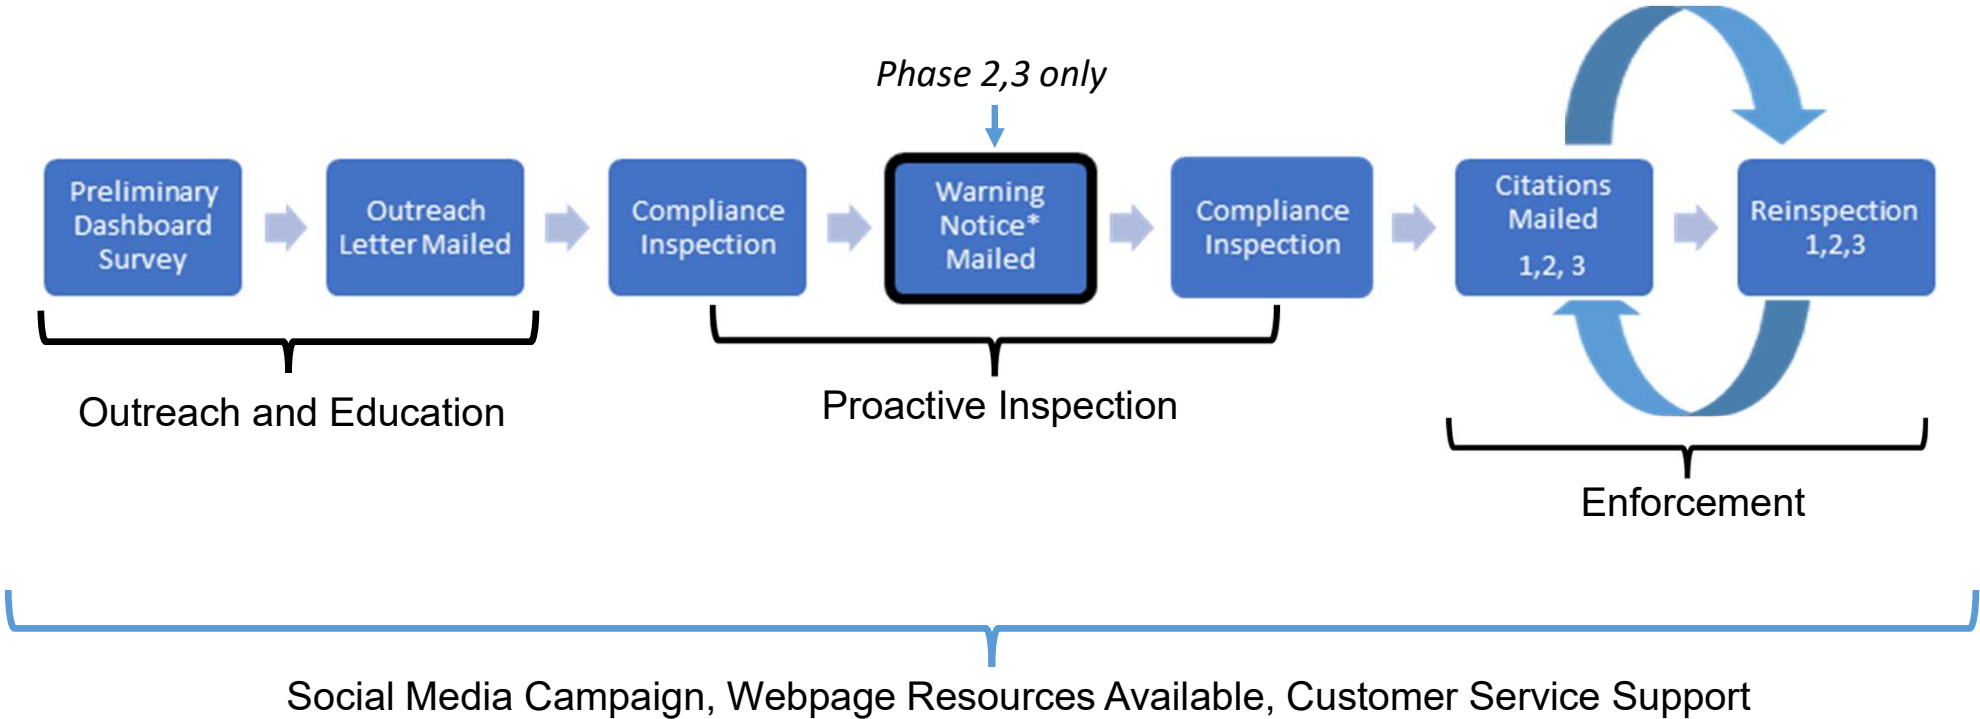 Phase 2,3 only
Preliminary
Dashboard
Survey
Outreach
Letter Mailed
Compliance
Inspection
Warning
Notice*
Mailed
Compliance
Inspection
Citations
Mailed
1,2, 3
Reinspection
1,2,3
Outreach and Education
Proactive Inspection
Enforcement
Social Media Campaign, Webpage Resources Available, Customer Service Support